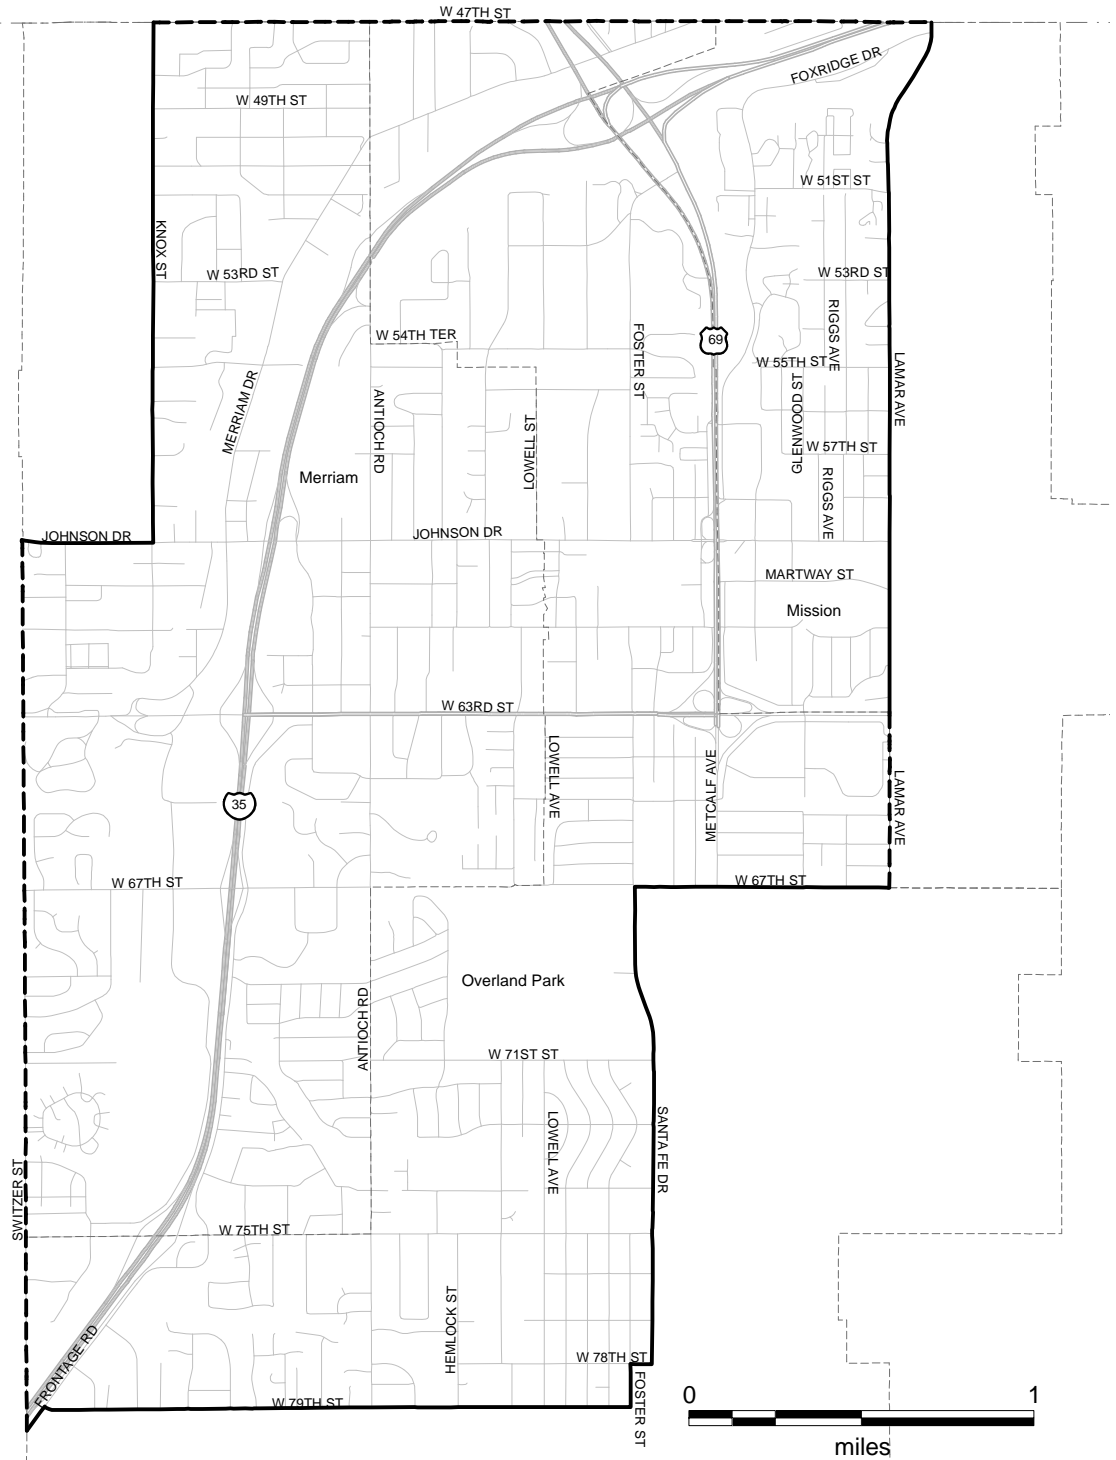 W 47TH ST
FOXRIDGE DR
W 49TH ST
W 51ST ST
KNOX ST
W 53RD ST
W 53RD ST
RIGGS AVE
W 54TH TER
FOSTER ST
69
W 55TH ST
LAMAR AVE
MERRIAM DR
ANTIOCH RD
GLENWOOD ST
LOWELL ST
W 57TH ST
Merriam
RIGGS AVE
JOHNSON DR
JOHNSON DR
MARTWAY ST
Mission
W 63RD ST
LOWELL AVE
METCALF AVE
LAMAR AVE
35
W 67TH ST
W 67TH ST
Overland Park
ANTIOCH RD
W 71ST ST
LOWELL AVE
SANTA FE DR
SWITZER ST
W 75TH ST
HEMLOCK ST
FRONTAGE RD
W 78TH ST
W 79TH ST
FOSTER ST
0 1
miles